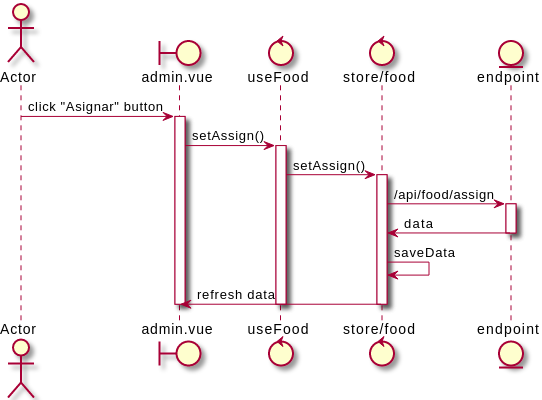 Actor
admin.vue
useFood
store/food
endpoint
click "Asignar" button
setAssign()
setAssign()
/api/food/assign
data
saveData
refresh data
Actor
admin.vue
useFood
store/food
endpoint